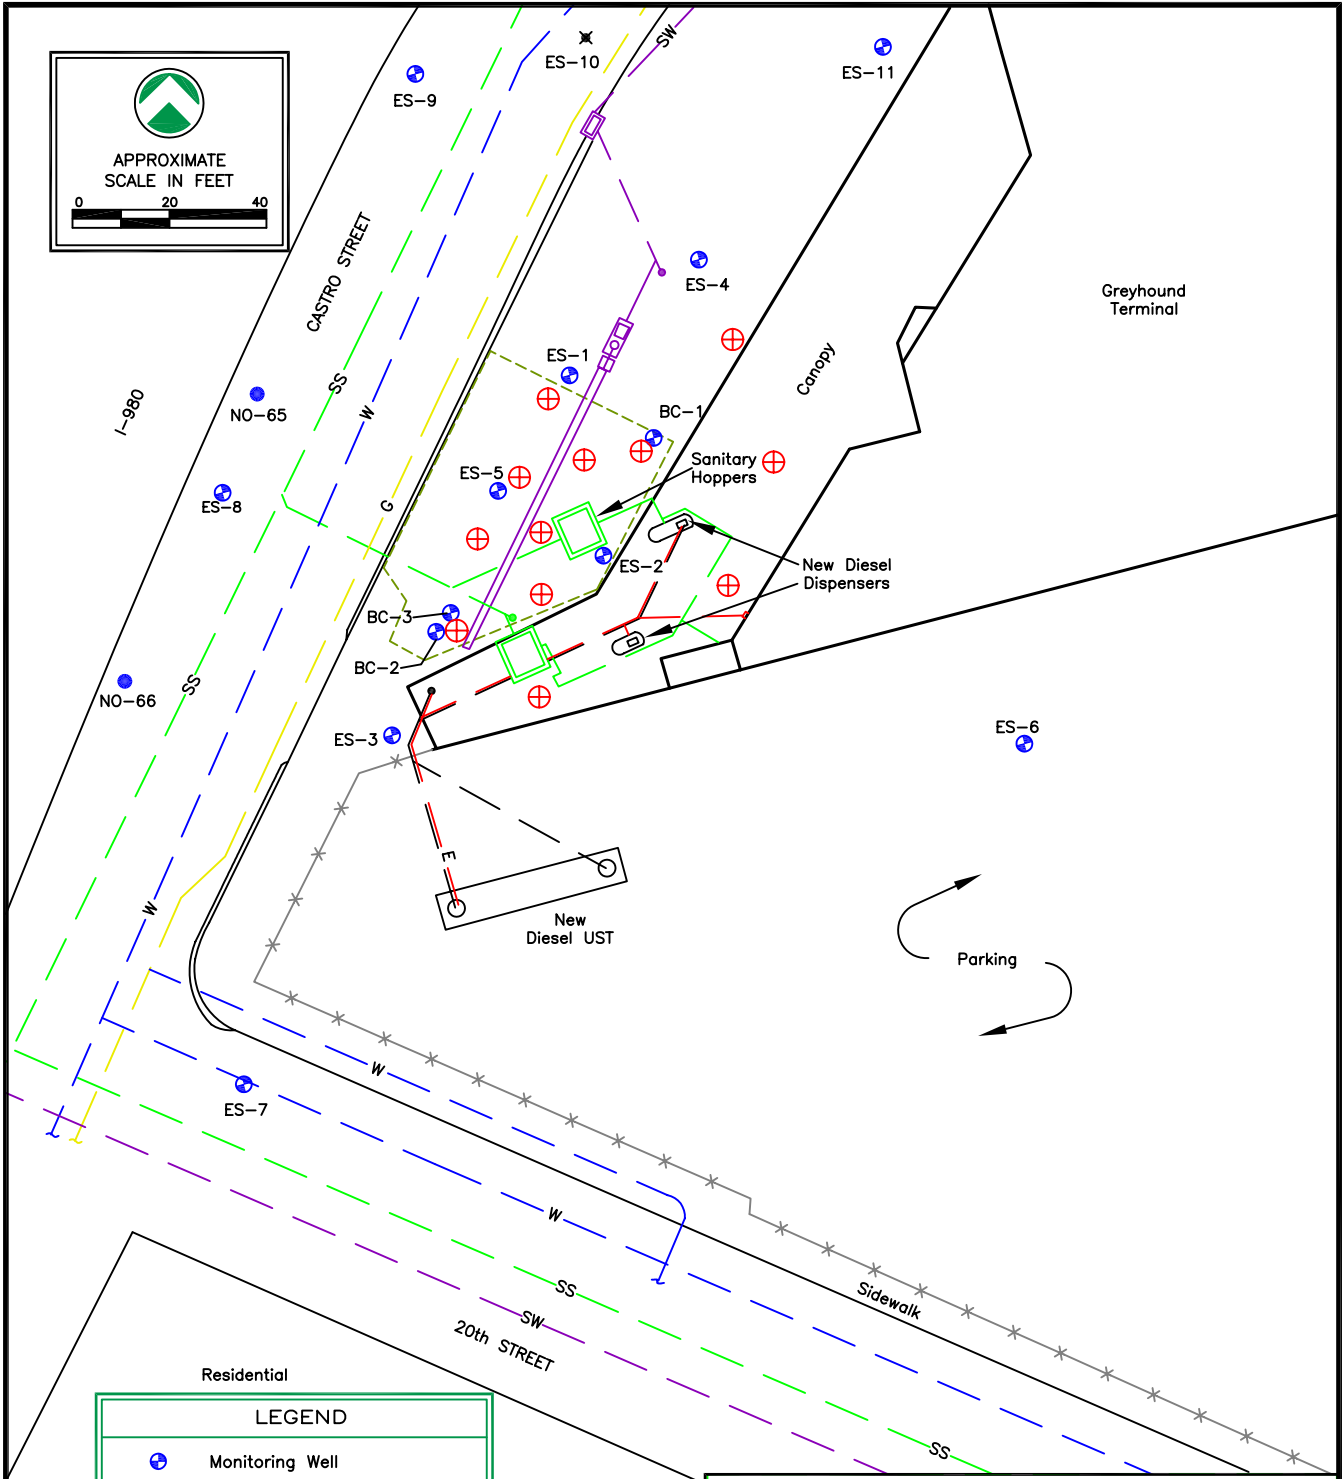 SW
ES-10
ES-11
ES-9
APPROXIMATE
SCALE IN FEET
0 20 40
CASTRO STREET
ES-4
Greyhound
Terminal
ES-1
Canopy
SS
I-980
NO-65
W
BC-1
Sanitary
Hoppers
ES-5
ES-8
G
ES-2
New Diesel
Dispensers
BC-3
BC-2
SS
NO-66
ES-3
ES-6
E
W
New
Diesel UST
Parking
W
ES-7
W
SS
Sidewalk
SW
20th STREET
Residential
LEGEND
SS
Monitoring Well